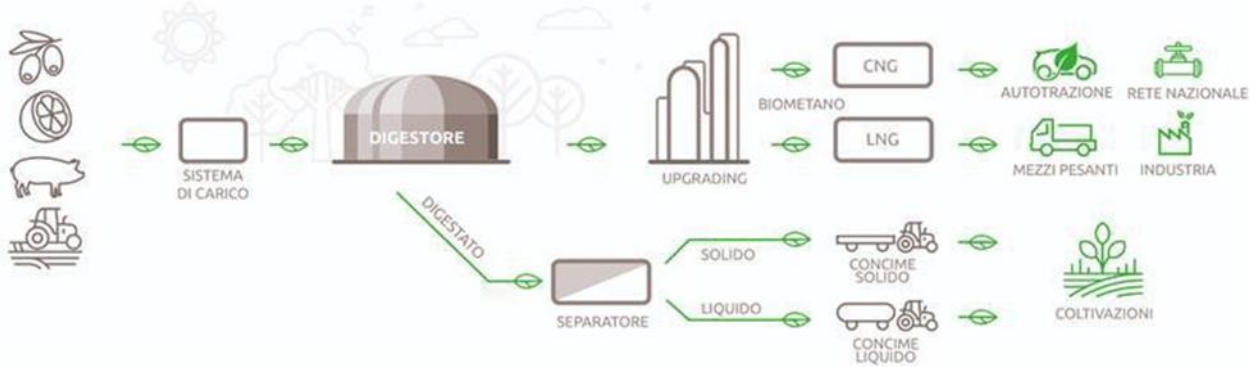 CNG
BIOMETANO
AUTOTRAZIONE
RETE NAZIONALE
DIGESTORE
LNG
SISTEMA
DI CARICO
UPGRADING
MEZZI PESANTI
INDUSTRIA
DIGESTATO
SOLIDO
CONCIME
SOLIDO
SEPARATORE
LIQUIDO
COLTIVAZIONI
CONCIME
LIQUIDO